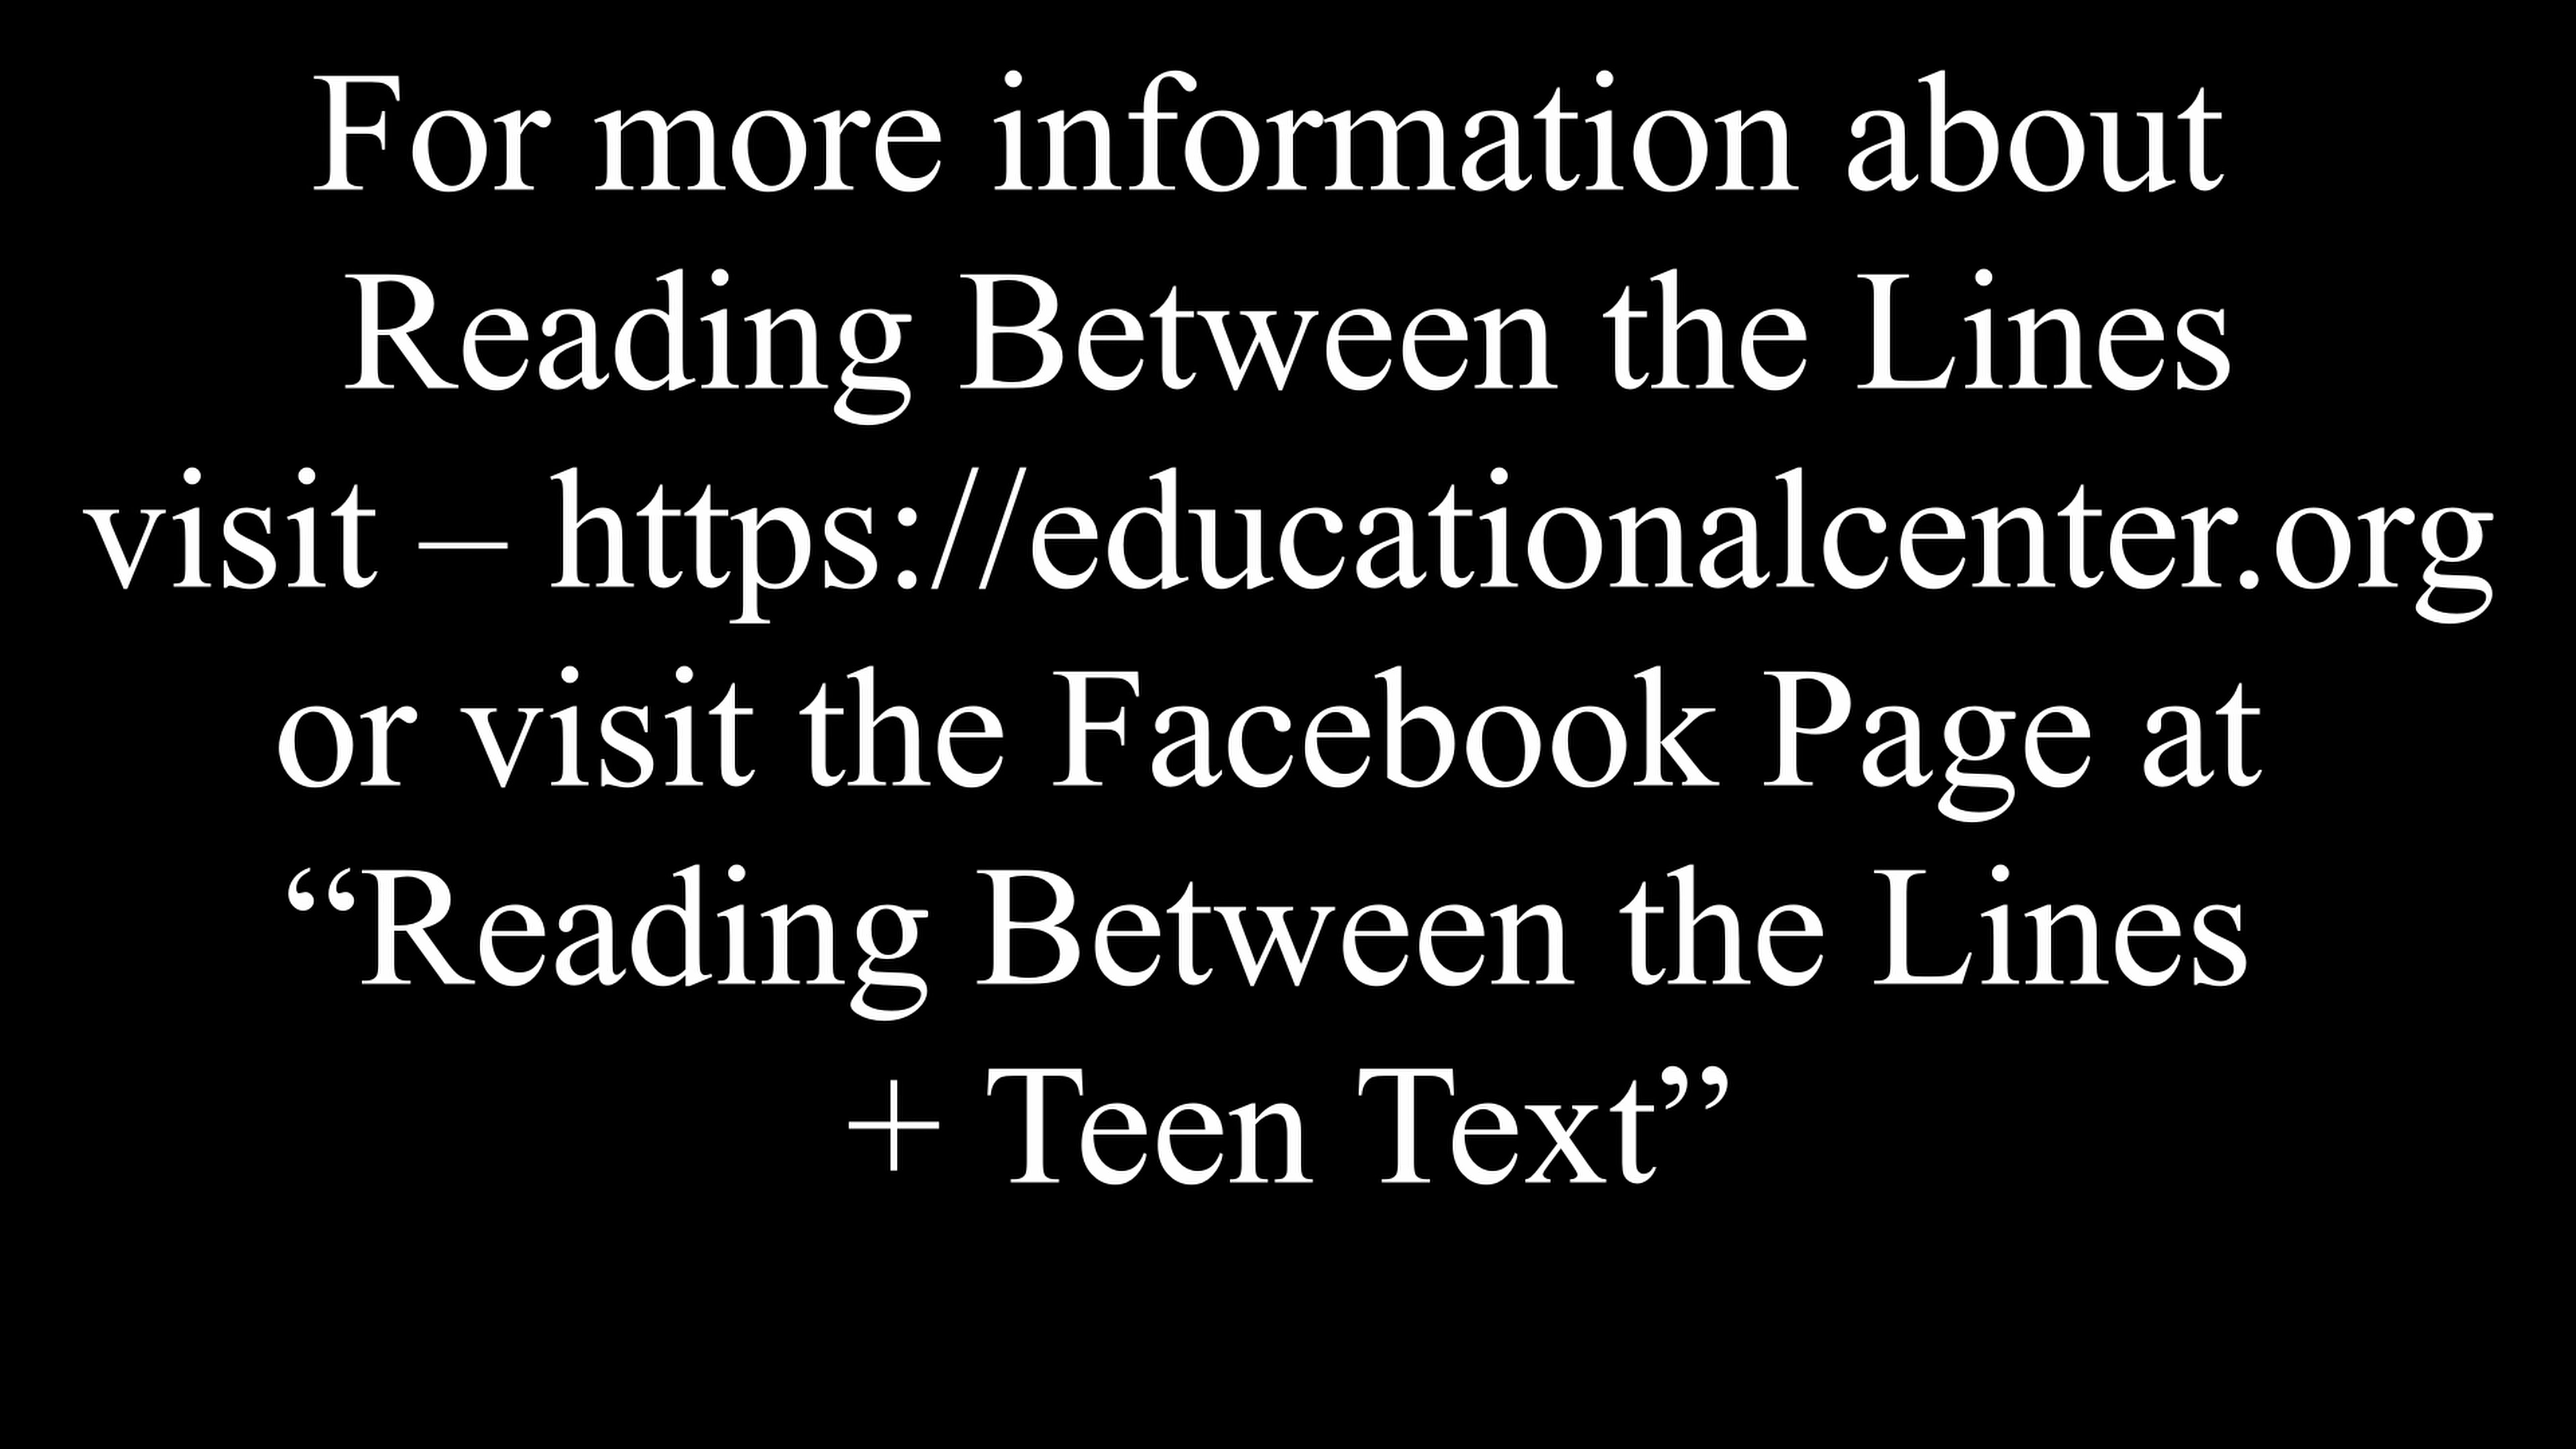 For more information about
Reading Between the Lines
visit – https://educationalcenter.org
or visit the Facebook Page at
“Reading Between the Lines
+ Teen Text”